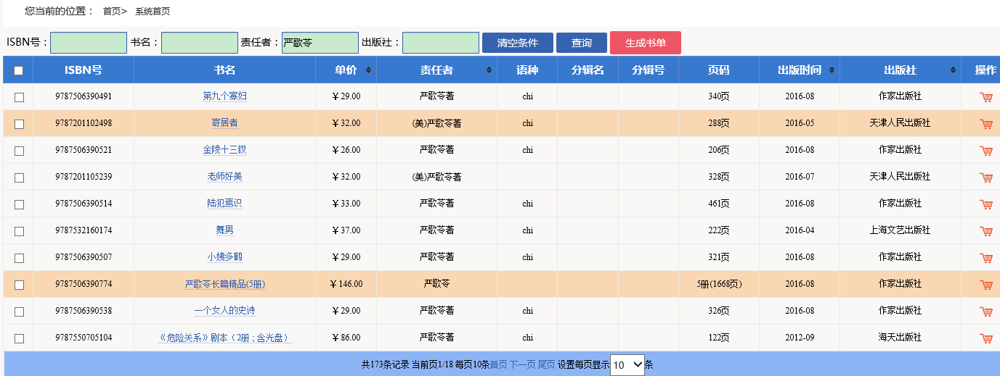 您当前的位置： 首页> 系统首页
ISBN号： 书名： 责任者：严歌苓 出版社： 清空条件 查询 生成书单
ISBN号 书名 单价 责任者 语种 分辑名 分辑号 页码 出版时间 出版社 操作
9787506390491 第九个寡妇 ￥29.00 严歌苓著 chi 340页 2016-08 作家出版社
9787201102498 寄居者 ￥32.00 (美)严歌苓著 chi 288页 2016-05 天津人民出版社
9787506390521 金陵十三钗 ￥26.00 严歌苓著 chi 206页 2016-08 作家出版社
9787201105239 老师好美 ￥32.00 (美)严歌苓著 328页 2016-07 天津人民出版社
9787506390514 陆犯焉识 ￥33.00 严歌苓著 chi 461页 2016-08 作家出版社
9787532160174 舞男 ￥37.00 严歌苓著 chi 222页 2016-04 上海文艺出版社
9787506390507 小姨多鹤 ￥29.00 严歌苓著 chi 321页 2016-08 作家出版社
9787506390774 严歌苓长篇精品(5册) ￥146.00 严歌苓 5册(1668页) 2016-08 作家出版社
9787506390538 一个女人的史诗 ￥29.00 严歌苓著 chi 326页 2016-08 作家出版社
9787550705104 《危险关系》剧本（2册 ; 含光盘） ￥86.00 严歌苓著 chi 122页 2012-09 海天出版社
共173条记录 当前页1/18 每页10条首页 下一页 尾页 设置每页显示10条